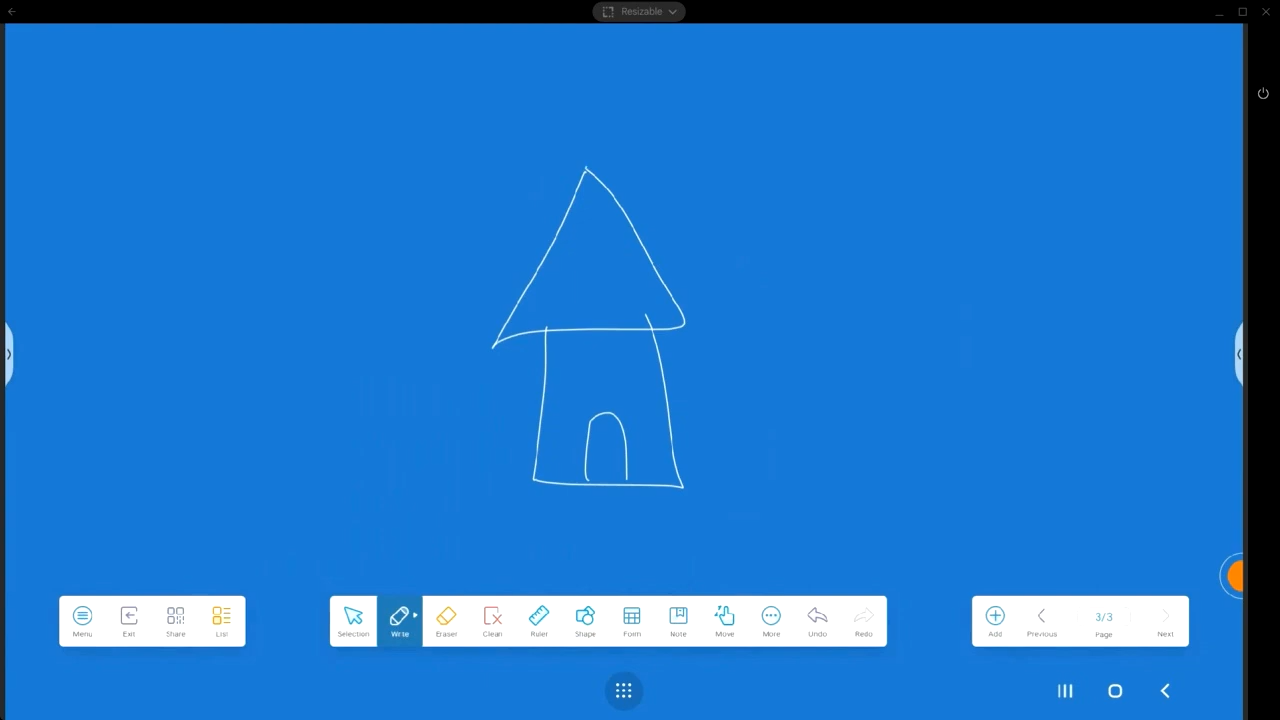 Resizable
Menu Exit Share List
Selection Write Eraser Clean Ruler Shape Form Note Move More Undo Redo
Add Previous 3/3 Page Next